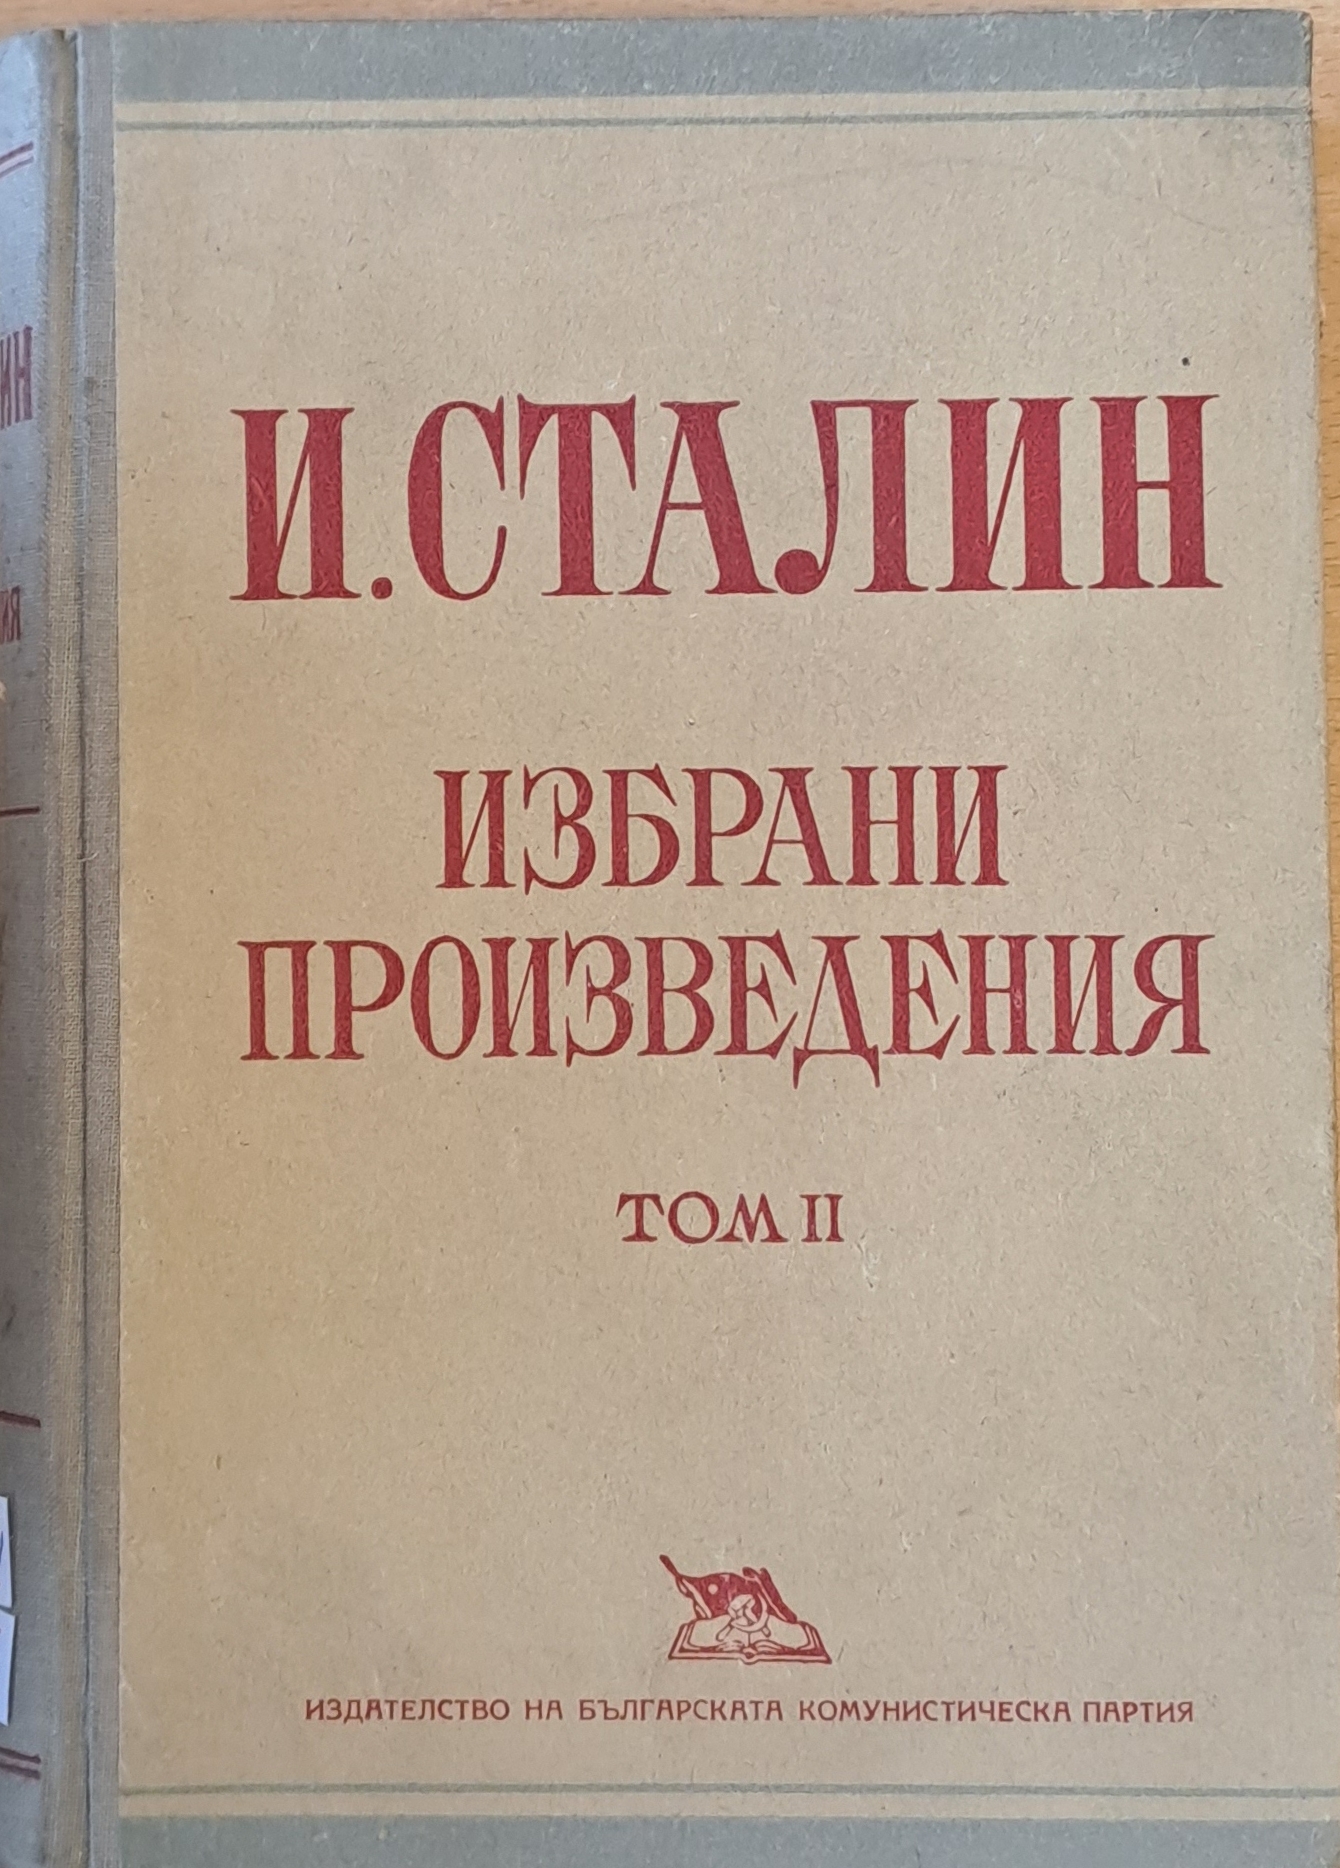 И. СТАЛИН
ИЗБРАНИ
ПРОИЗВЕДЕНИЯ
ТОМ II
ИЗДАТЕЛСТВО НА БЪЛГАРСКАТА КОМУНИСТИЧЕСКА ПАРТИЯ